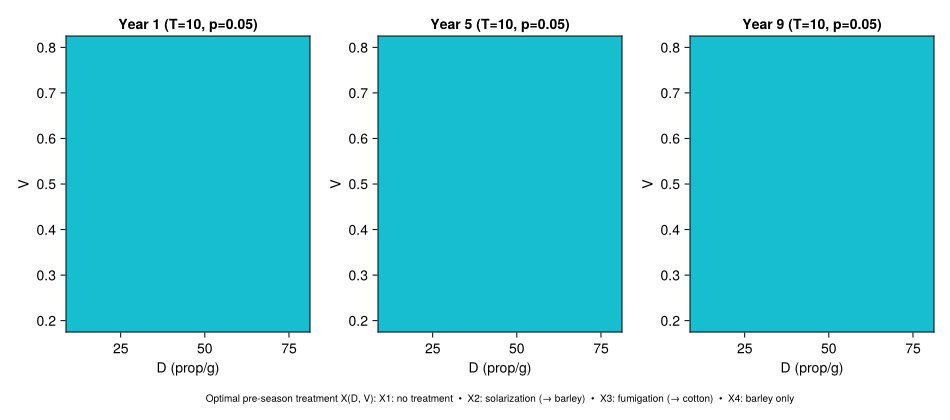 Year 1 (T=10, p=0.05) Year 5 (T=10, p=0.05) Year 9 (T=10, p=0.05)
0.8 0.8 0.8
0.7 0.7 0.7
0.6 0.6 0.6
V 0.5 V 0.5 V 0.5
0.4 0.4 0.4
0.3 0.3 0.3
0.2 0.2 0.2
25 50 75 25 50 75 25 50 75
D (prop/g) D (prop/g) D (prop/g)
Optimal pre-season treatment X(D, V): X1: no treatment • X2: solarization (→ barley) • X3: fumigation (→ cotton) • X4: barley only